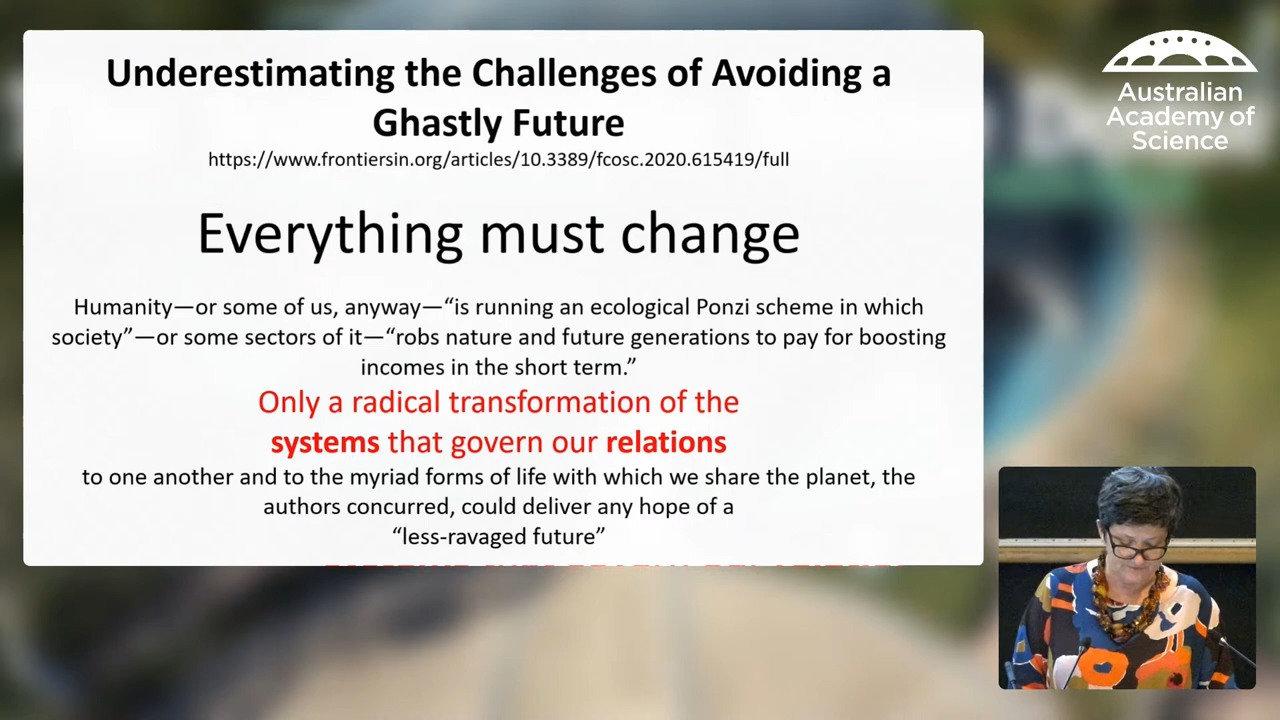 Underestimating the Challenges of Avoiding a
Ghastly Future
https://www.frontiersin.org/articles/10.3389/fcosc.2020.615419/full
Everything must change
Humanity—or some of us, anyway—“is running an ecological Ponzi scheme in which
society”—or some sectors of it—“robs nature and future generations to pay for boosting
incomes in the short term.”
Only a radical transformation of the
systems that govern our relations
to one another and to the myriad forms of life with which we share the planet, the
authors concurred, could deliver any hope of a
“less-ravaged future”
Australian
Academy of
Science